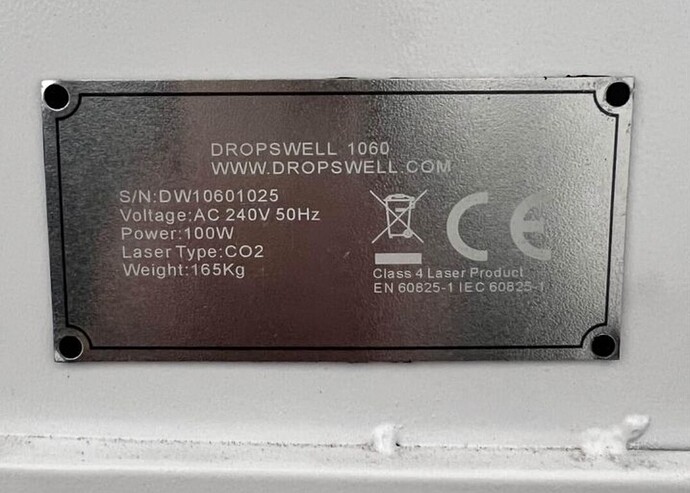 DROPSWELL 1060
WWW.DROPSWELL.COM
S/N:DW10601025
Voltage:AC 240V 50Hz
Power:100W
Laser Type:CO2
Weight:165Kg
CE
Class 4 Laser Product
EN 60825-1 IEC 60825-1